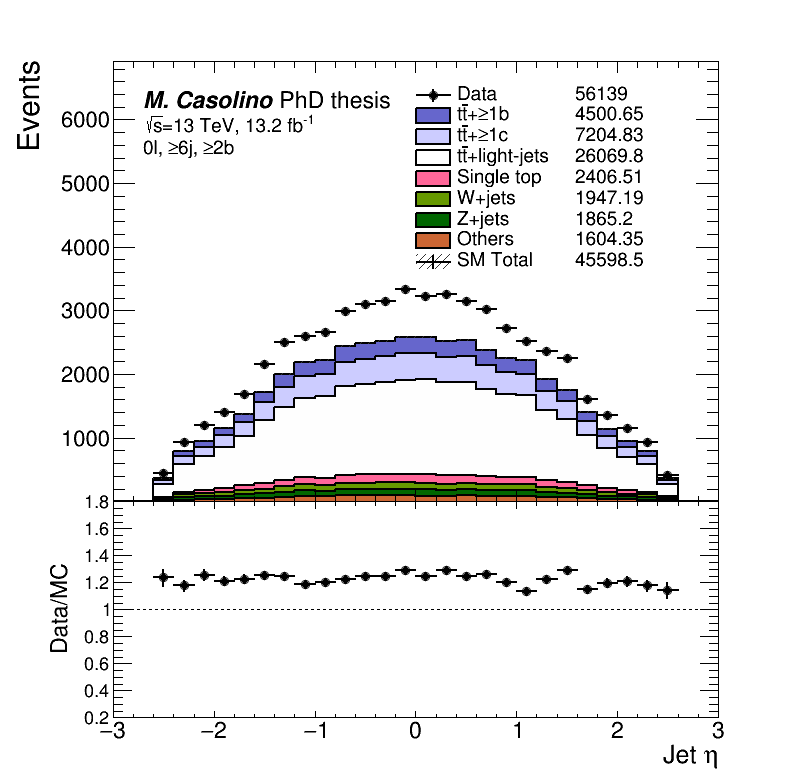 Events
M. Casolino PhD thesis
√s=13 TeV, 13.2 fb⁻¹
0l, ≥6j, ≥2b
Data 56139
tt̄+≥1b 4500.65
tt̄+≥1c 7204.83
tt̄+light-jets 26069.8
Single top 2406.51
W+jets 1947.19
Z+jets 1865.2
Others 1604.35
SM Total 45598.5
6000
5000
4000
3000
2000
1000
Data/MC
1.8
1.6
1.4
1.2
1
0.8
0.6
0.4
0.2
−3 −2 −1 0 1 2 3
Jet η